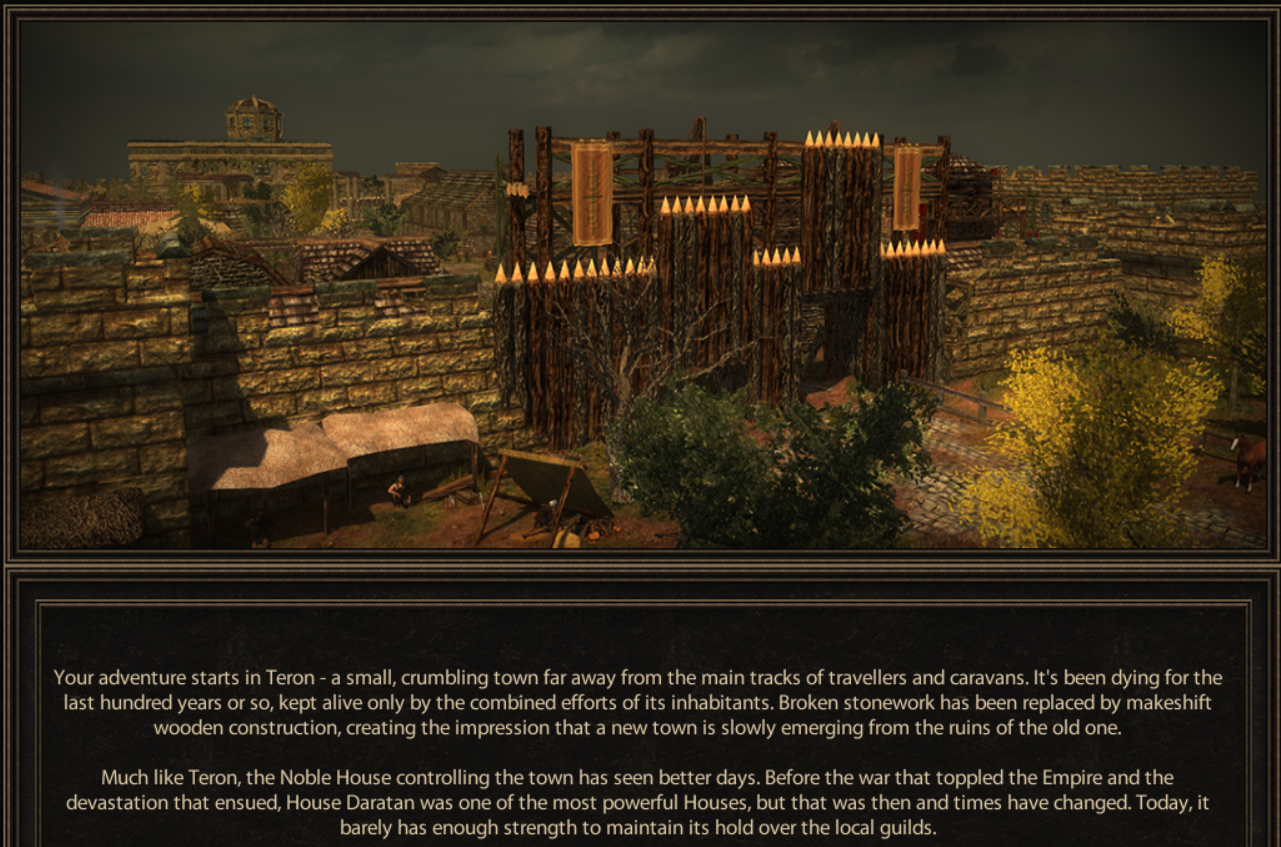 Your adventure starts in Teron - a small, crumbling town far away from the main tracks of travellers and caravans. It's been dying for the
last hundred years or so, kept alive only by the combined efforts of its inhabitants. Broken stonework has been replaced by makeshift
wooden construction, creating the impression that a new town is slowly emerging from the ruins of the old one.
Much like Teron, the Noble House controlling the town has seen better days. Before the war that toppled the Empire and the
devastation that ensued, House Daratan was one of the most powerful Houses, but that was then and times have changed. Today, it
barely has enough strength to maintain its hold over the local guilds.